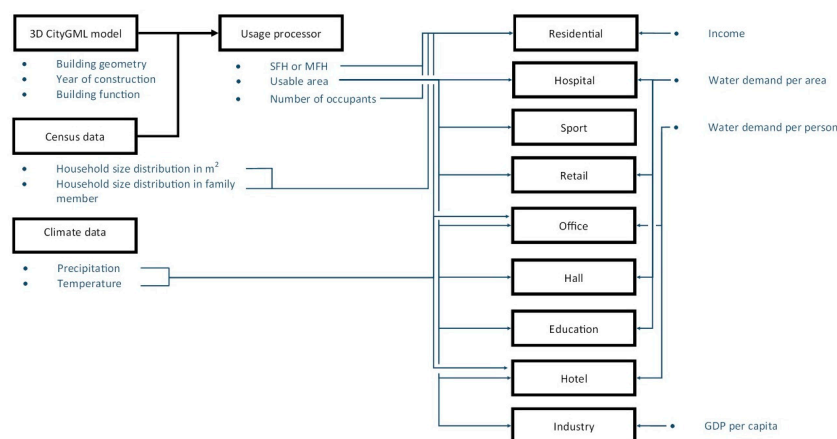 3D CityGML model
Building geometry
Year of construction
Building function
Census data
Household size distribution in m²
Household size distribution in family
member
Climate data
Precipitation
Temperature
Usage processor
SFH or MFH
Usable area
Number of occupants
Residential
Hospital
Sport
Retail
Office
Hall
Education
Hotel
Industry
Income
Water demand per area
Water demand per person
GDP per capita